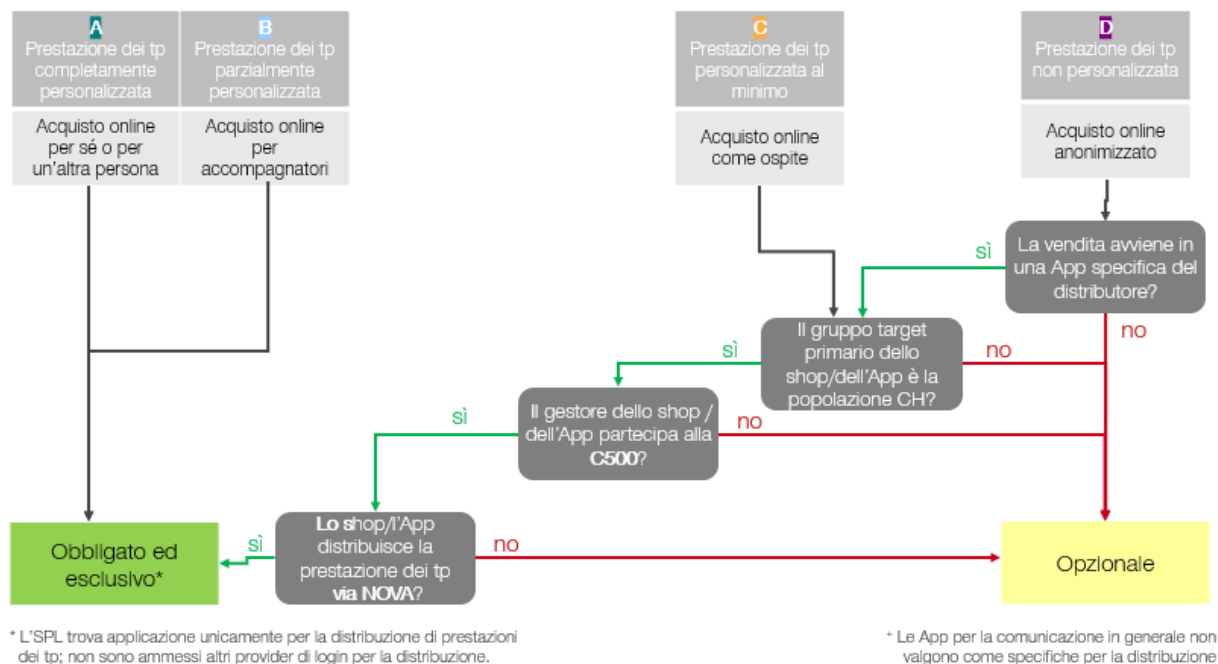 A
Prestazione dei tp
completamente
personalizzata
B
Prestazione dei tp
parzialmente
personalizzata
C
Prestazione dei tp
personalizzata al
minimo
D
Prestazione dei tp
non personalizzata
Acquisto online
per sé o per
un'altra persona
Acquisto online
per
accompagnatori
Acquisto online
come ospite
Acquisto online
anonimizzato
sì
La vendita avviene in
una App specifica del
distributore?
no
sì
Il gruppo target
primario dello
shop/dell'App è la
popolazione CH?
no
sì
Il gestore dello shop /
dell'App partecipa alla
C500?
no
Obbligato ed
esclusivo*
sì
Lo shop/l'App
distribuisce la
prestazione dei tp
via NOVA?
no
Opzionale
* L'SPL trova applicazione unicamente per la distribuzione di prestazioni
dei tp; non sono ammessi altri provider di login per la distribuzione.
+ Le App per la comunicazione in generale non
valgono come specifiche per la distribuzione